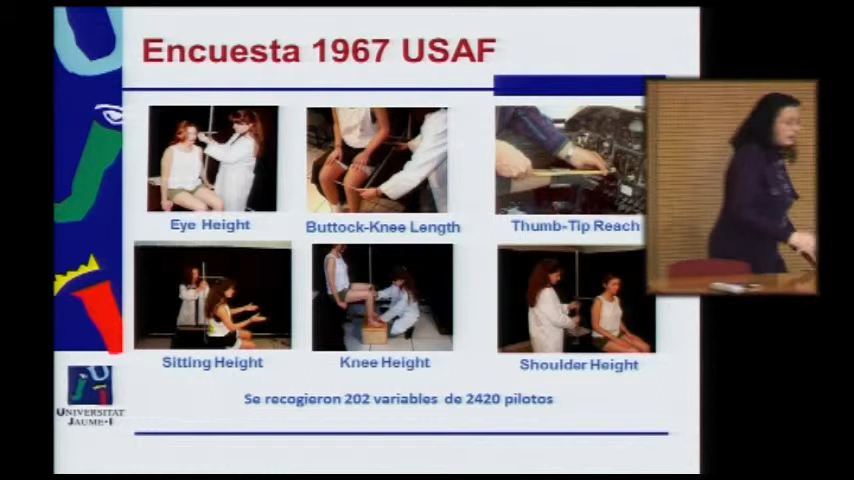 Encuesta 1967 USAF
Eye Height
Buttock-Knee Length
Thumb-Tip Reach
Sitting Height
Knee Height
Shoulder Height
Se recogieron 202 variables de 2420 pilotos
UNIVERSITAT
JAUME•I